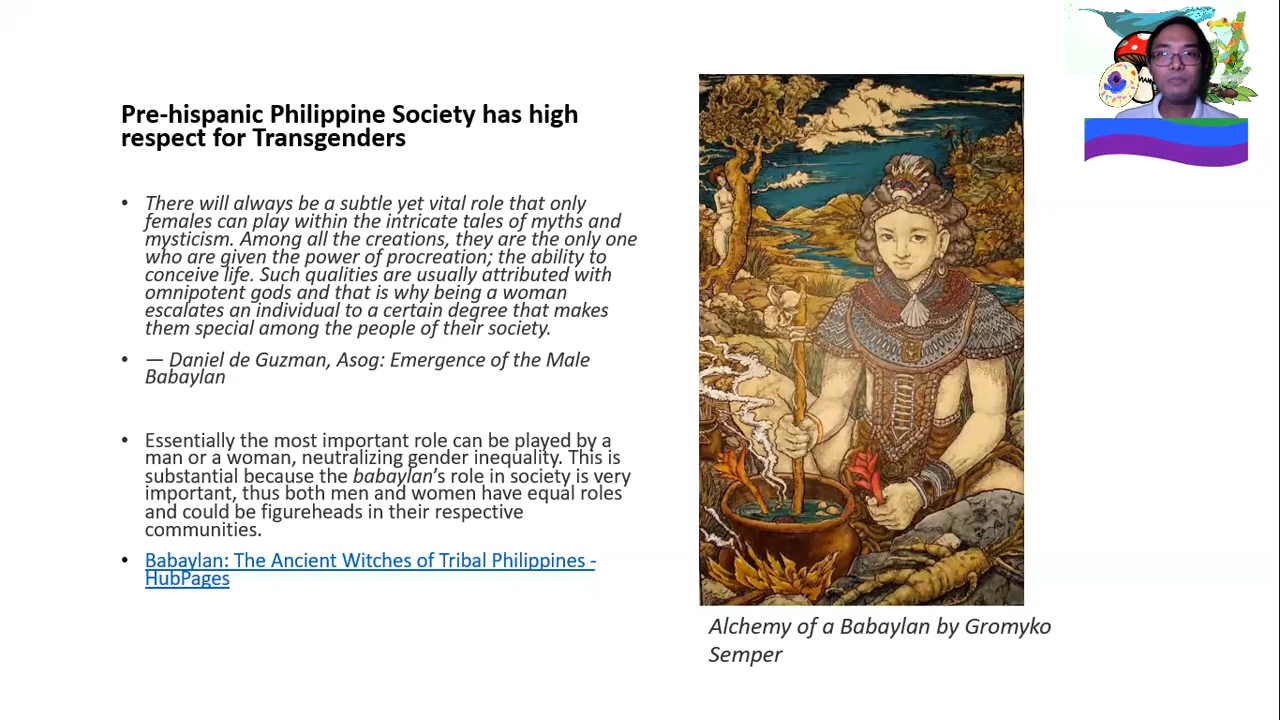 Pre-hispanic Philippine Society has high
respect for Transgenders
• There will always be a subtle yet vital role that only
females can play within the intricate tales of myths and
mysticism. Among all the creations, they are the only one
who are given the power of procreation; the ability to
conceive life. Such qualities are usually attributed with
omnipotent gods and that is why being a woman
escalates an individual to a certain degree that makes
them special among the people of their society.
• — Daniel de Guzman, Asog: Emergence of the Male
Babaylan
• Essentially the most important role can be played by a
man or a woman, neutralizing gender inequality. This is
substantial because the babaylan’s role in society is very
important, thus both men and women have equal roles
and could be figureheads in their respective
communities.
• Babaylan: The Ancient Witches of Tribal Philippines -
HubPages
Alchemy of a Babaylan by Gromyko
Semper